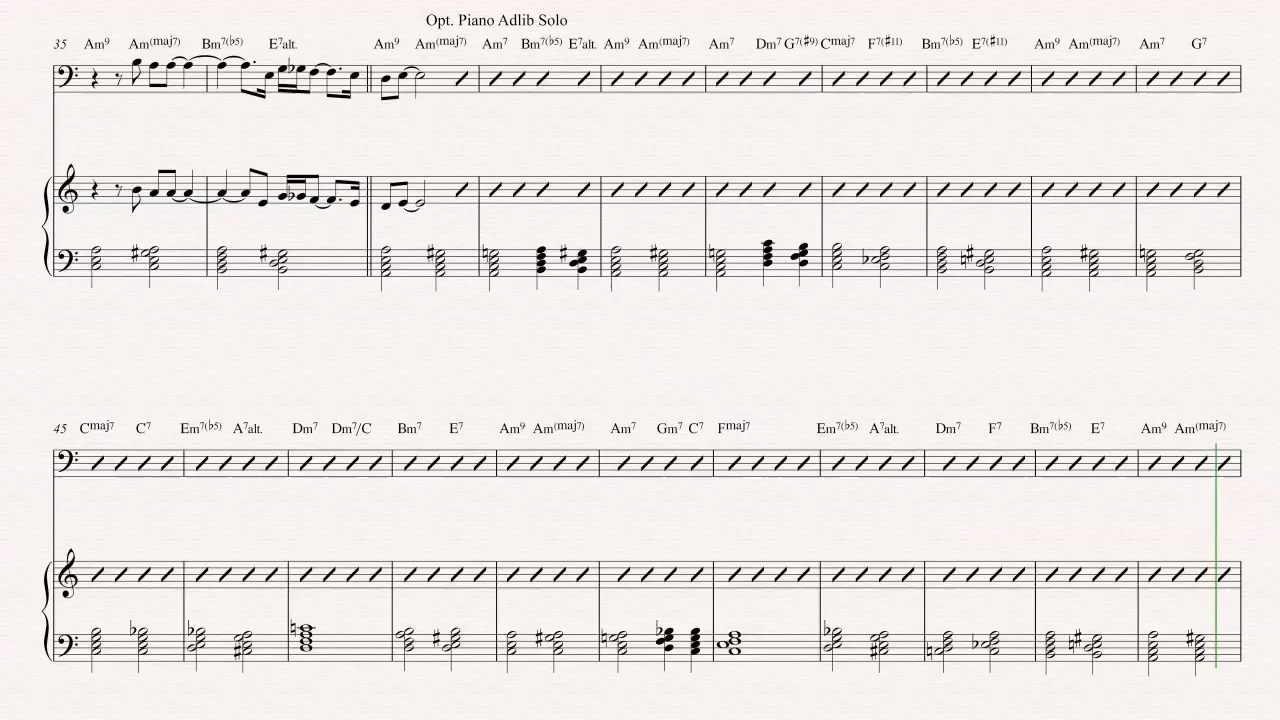 Opt. Piano Adlib Solo
35 Am9 Am(maj7) Bm7(♭5) E7alt. Am9 Am(maj7) Am7 Bm7(♭5) E7alt. Am9 Am(maj7) Am7 Dm7 G7(♯9) Cmaj7 F7(♯11) Bm7(♭5) E7(♯11) Am9 Am(maj7) Am7 G7
45 Cmaj7 C7 Em7(♭5) A7alt. Dm7 Dm7/C Bm7 E7 Am9 Am(maj7) Am7 Gm7 C7 Fmaj7 Em7(♭5) A7alt. Dm7 F7 Bm7(♭5) E7 Am9 Am(maj7)